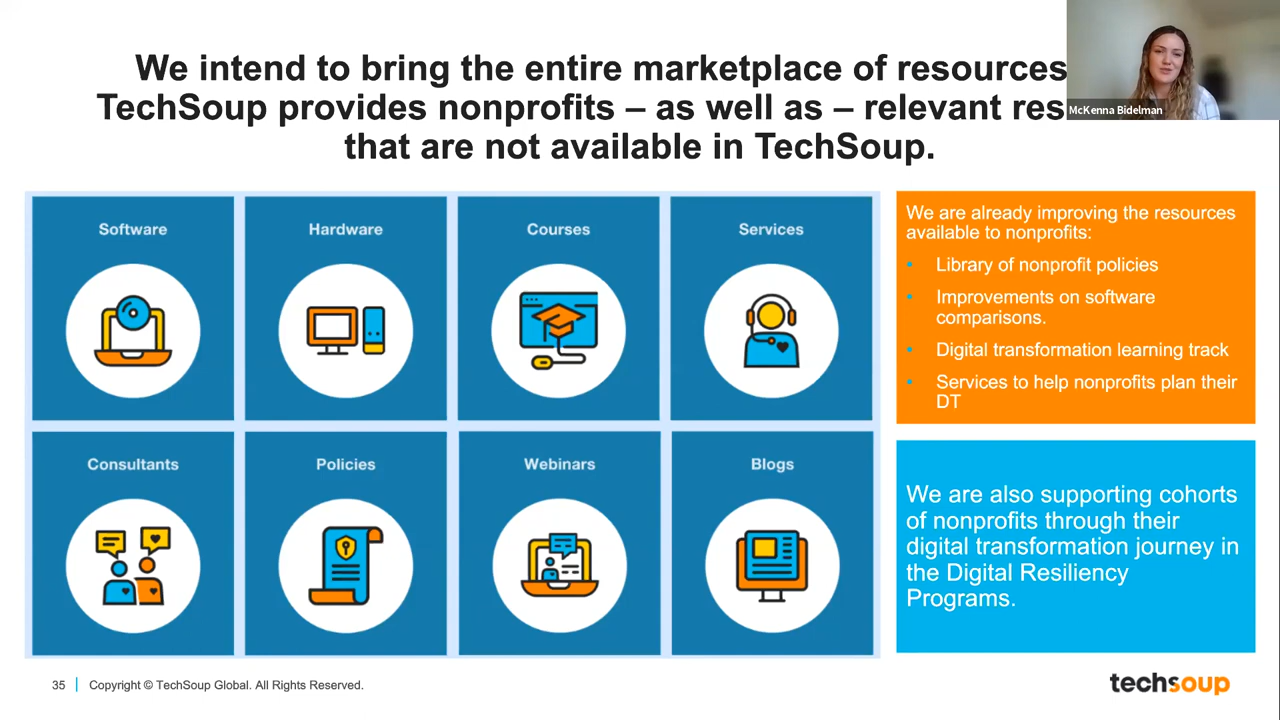 We intend to bring the entire marketplace of resources
TechSoup provides nonprofits – as well as – relevant
that are not available in TechSoup.
McKenna Bidelman
Software
Hardware
Courses
Services
Consultants
Policies
Webinars
Blogs
We are already improving the resources
available to nonprofits:
• Library of nonprofit policies
• Improvements on software
comparisons.
• Digital transformation learning track
• Services to help nonprofits plan their
DT
We are also supporting cohorts
of nonprofits through their
digital transformation journey in
the Digital Resiliency
Programs.
35 | Copyright © TechSoup Global. All Rights Reserved.
techsoup